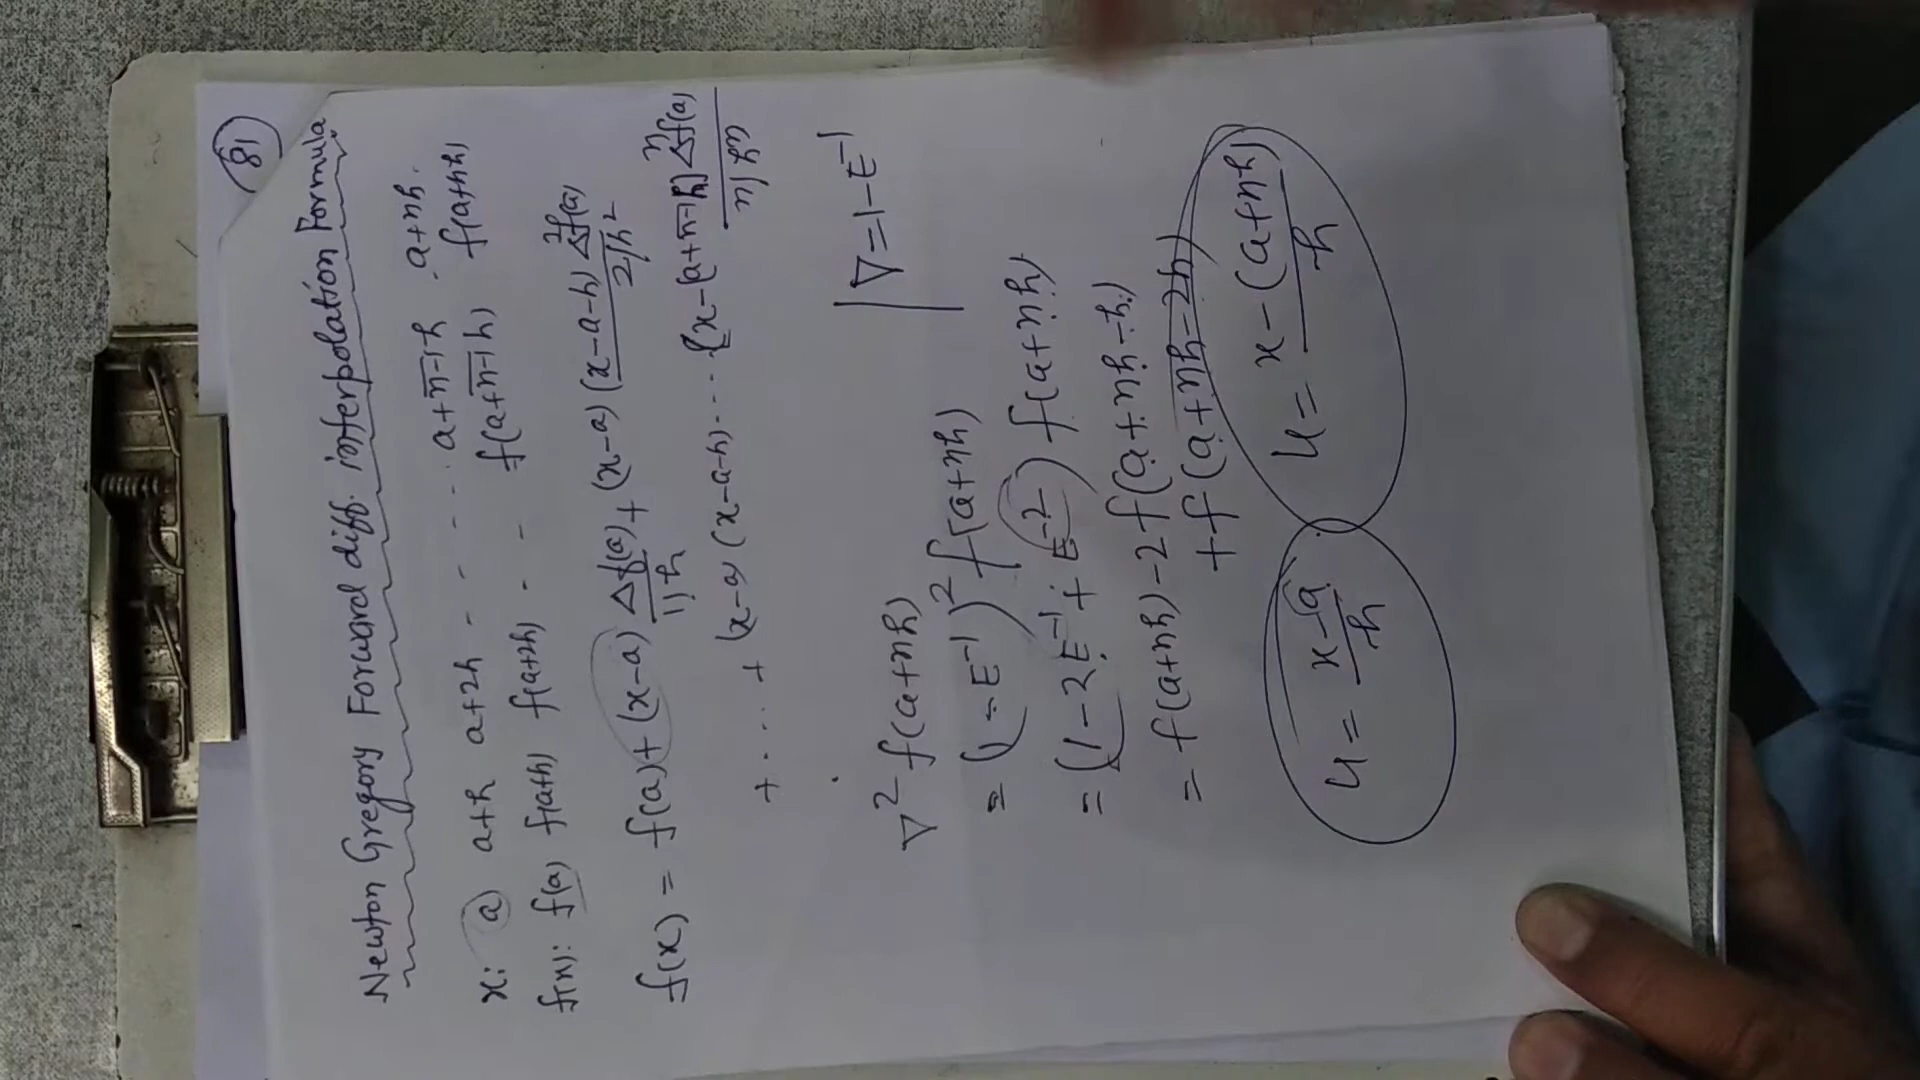 18
Newton Gregory Forward diff. interpolation Formula
x: a a+h a+2h - - - . . a+n-1h . a+nh.
f(x): f(a) f(a+h) f(a+2h) - - - f(a+n-1h) f(a+nh)
f(x) = f(a) + (x-a) Δf(a)/1!h + (x-a)(x-a-h) Δ²f(a)/2!h²
+ .... + (x-a)(x-a-h).... {x-(a+n-1h)} Δⁿf(a)/n!hⁿ
∇ = 1-E⁻¹
∇² f(a+nh)
= (1-E⁻¹)² f(a+nh)
= (1-2E⁻¹+E⁻²) f(a+nh)
= f(a+nh) - 2 f(a+nh-h)
+ f(a+nh-2h)
u = (x-a)/h u = x-(a+nh)/h